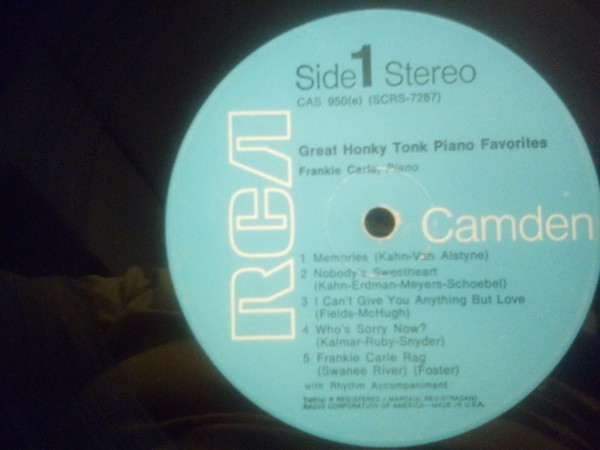 Side 1 Stereo
CAS 950(e) (SCRS-7287)
RCA
Great Honky Tonk Piano Favorites
Frankie Carle, Piano
Camden
1 Memories (Kahn-Van Alstyne)
2 Nobody's Sweetheart
(Kahn-Erdman-Meyers-Schoebel)
3 I Can't Give You Anything But Love
(Fields-McHugh)
4 Who's Sorry Now?
(Kalmar-Ruby-Snyder)
5 Frankie Carle Rag
(Swanee River) (Foster)
with Rhythm Accompaniment
REGISTERED
RADIO CORPORATION OF AMERICA—MADE IN U.S.A.